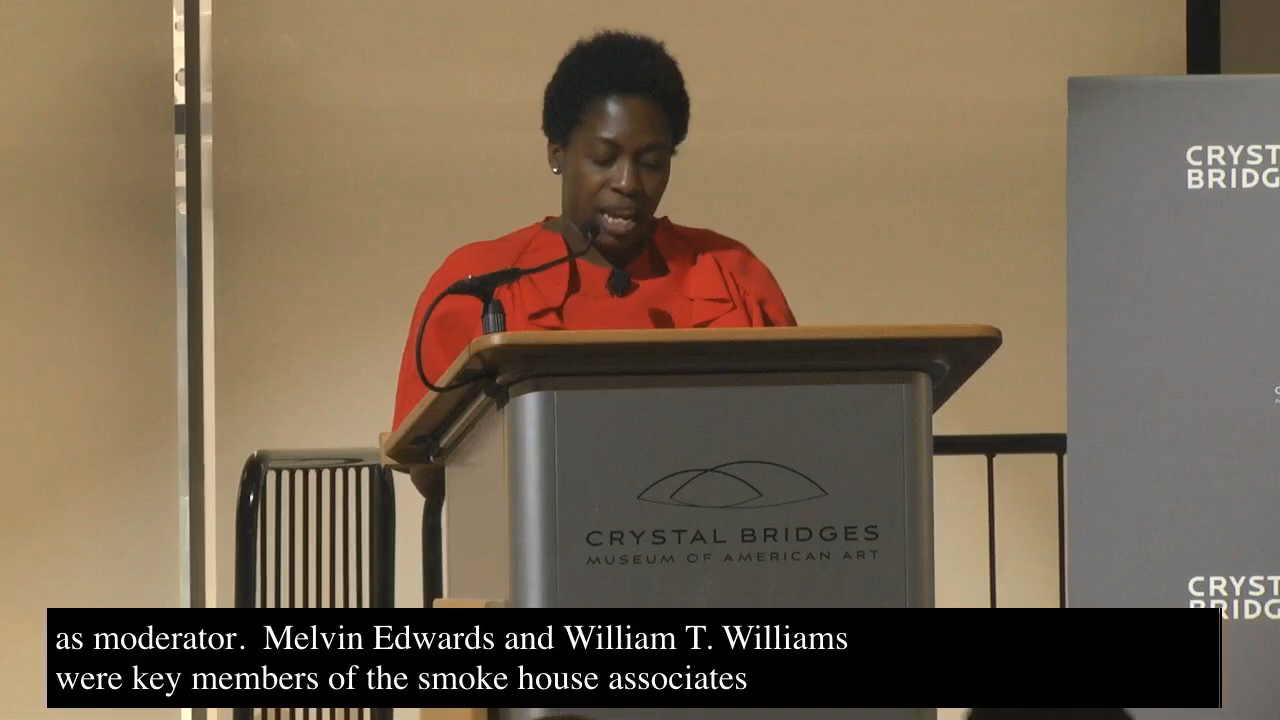 CRYST
BRIDG
CRYSTAL BRIDGES
MUSEUM OF AMERICAN ART
CRYST
BRIDG
as moderator.  Melvin Edwards and William T. Williams
were key members of the smoke house associates